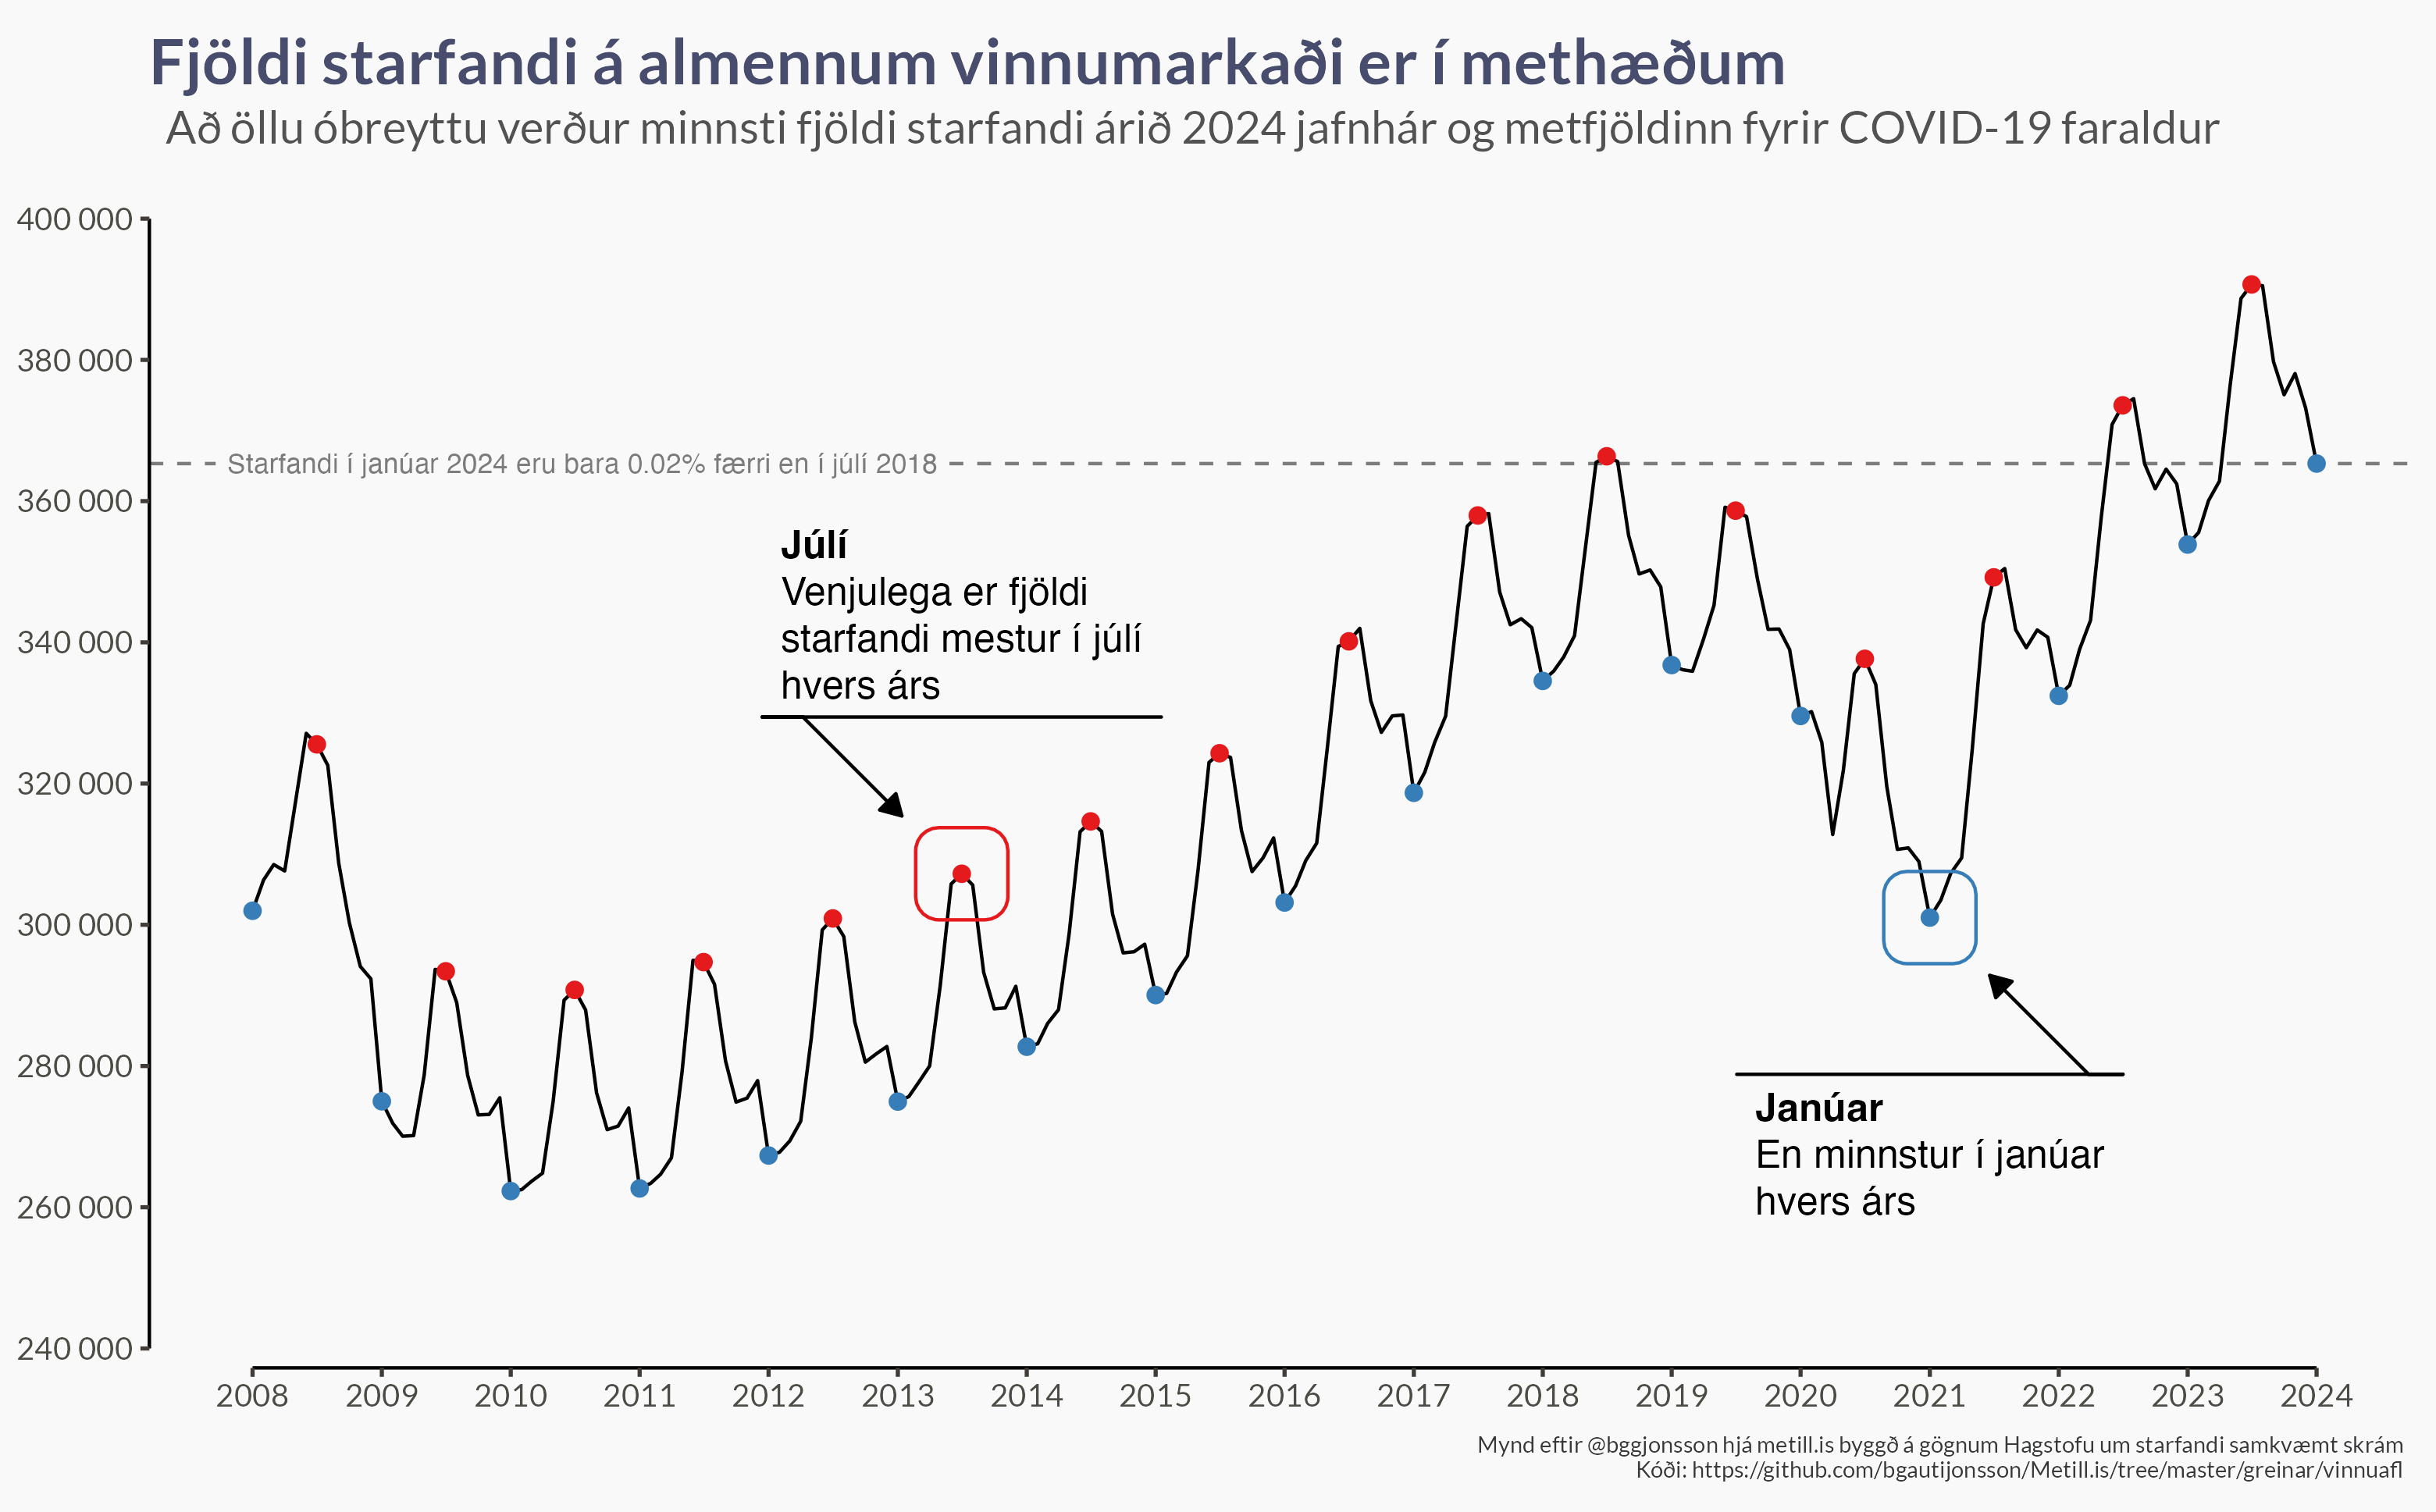 Fjöldi starfandi á almennum vinnumarkaði er í methæðum
Að öllu óbreyttu verður minnsti fjöldi starfandi árið 2024 jafnhár og metfjöldinn fyrir COVID-19 faraldur
400 000
380 000
360 000
340 000
320 000
300 000
280 000
260 000
240 000
Starfandi í janúar 2024 eru bara 0.02% færri en í júlí 2018
Júlí
Venjulega er fjöldi
starfandi mestur í júlí
hvers árs
Janúar
En minnstur í janúar
hvers árs
2008 2009 2010 2011 2012 2013 2014 2015 2016 2017 2018 2019 2020 2021 2022 2023 2024
Mynd eftir @bggjonsson hjá metill.is byggð á gögnum Hagstofu um starfandi samkvæmt skrám
Kóði: https://github.com/bgautijonsson/Metill.is/tree/master/greinar/vinnuafl